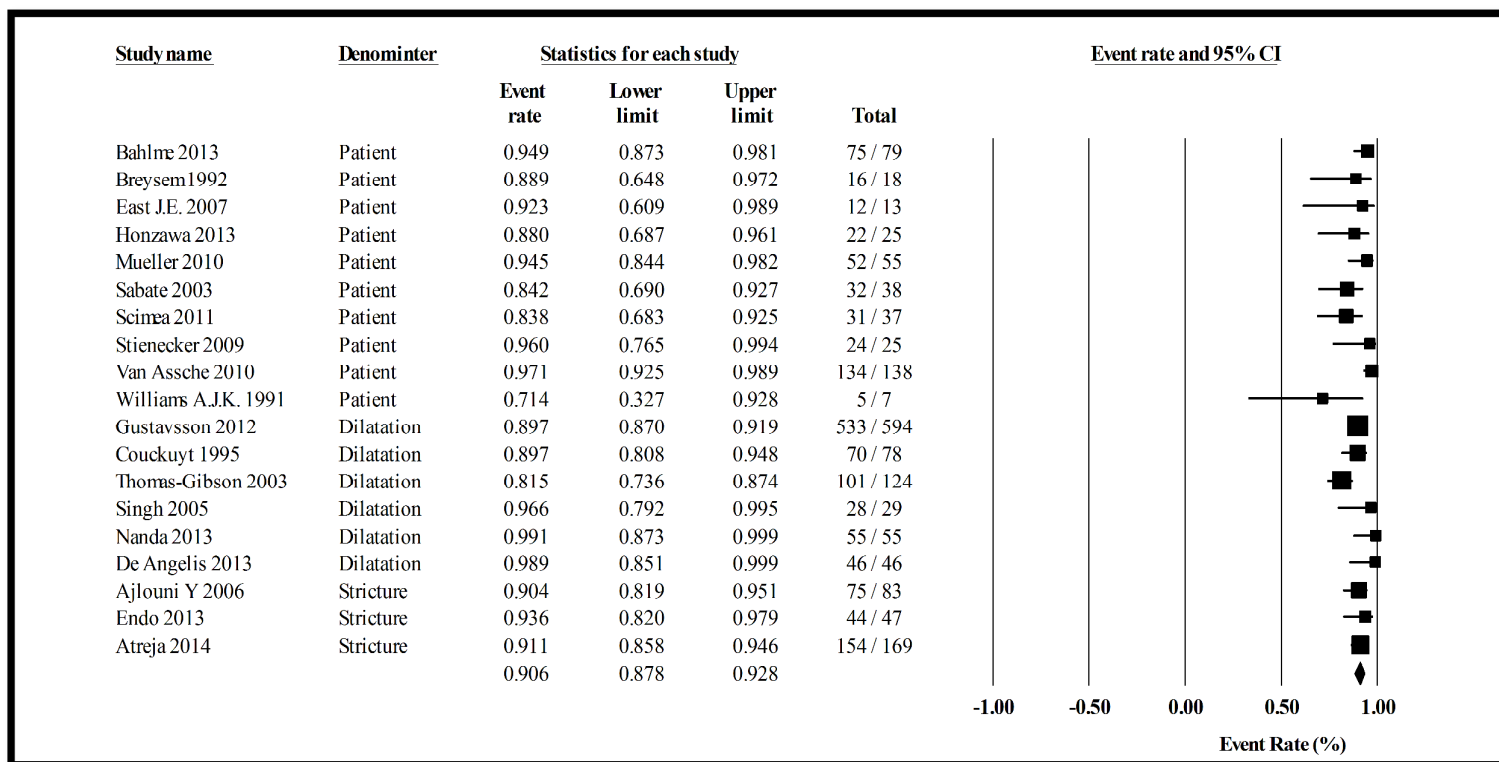 Study name Denominter Statistics for each study Event rate and 95% CI
Event rate Lower limit Upper limit Total
Bahlme 2013 Patient 0.949 0.873 0.981 75 / 79
Breysem 1992 Patient 0.889 0.648 0.972 16 / 18
East J.E. 2007 Patient 0.923 0.609 0.989 12 / 13
Honzawa 2013 Patient 0.880 0.687 0.961 22 / 25
Mueller 2010 Patient 0.945 0.844 0.982 52 / 55
Sabate 2003 Patient 0.842 0.690 0.927 32 / 38
Scimea 2011 Patient 0.838 0.683 0.925 31 / 37
Stienecker 2009 Patient 0.960 0.765 0.994 24 / 25
Van Assche 2010 Patient 0.971 0.925 0.989 134 / 138
Williams A.J.K. 1991 Patient 0.714 0.327 0.928 5 / 7
Gustavsson 2012 Dilatation 0.897 0.870 0.919 533 / 594
Couckuyt 1995 Dilatation 0.897 0.808 0.948 70 / 78
Thomas-Gibson 2003 Dilatation 0.815 0.736 0.874 101 / 124
Singh 2005 Dilatation 0.966 0.792 0.995 28 / 29
Nanda 2013 Dilatation 0.991 0.873 0.999 55 / 55
De Angelis 2013 Dilatation 0.989 0.851 0.999 46 / 46
Ajlouni Y 2006 Stricture 0.904 0.819 0.951 75 / 83
Endo 2013 Stricture 0.936 0.820 0.979 44 / 47
Atreja 2014 Stricture 0.911 0.858 0.946 154 / 169
0.906 0.878 0.928
-1.00 -0.50 0.00 0.50 1.00
Event Rate (%)